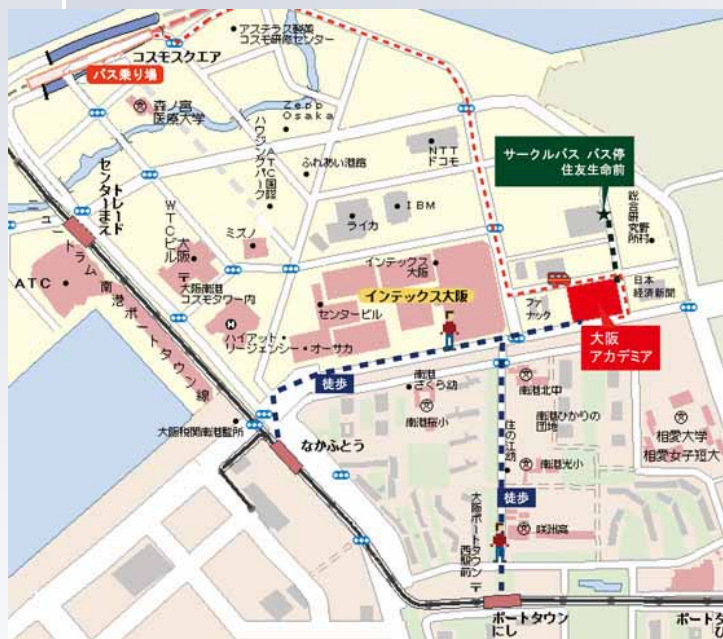 アステラス製薬
コスモ研修センター
コスモスクエア
バス乗り場
森ノ宮
医療大学
Zepp
Osaka
ハウジングパーク
ATC国際
ふれあい港館
NTT
ドコモ
サークルバス バス停
住友生命前
トレード
センターまえ
WTCビル
大阪
ミズノ
ライカ
IBM
ニュートラム南港ポートタウン線
ATC
大阪南港
コスモタワー内
インテックス
大阪
インテックス大阪
センタービル
ファ
ナック
日本
経済新聞
大阪
アカデミア
ハイアット・
リージェンシー・オーサカ
徒歩
南港
さくら幼
南港桜小
南港北中
南港ひかりの
団地
住の江幼
南港光小
相愛大学
相愛女子短大
大阪税関南港監所
なかふとう
徒歩
咲洲高
大阪ポートタウン
西駅前
ポートタウン
にし